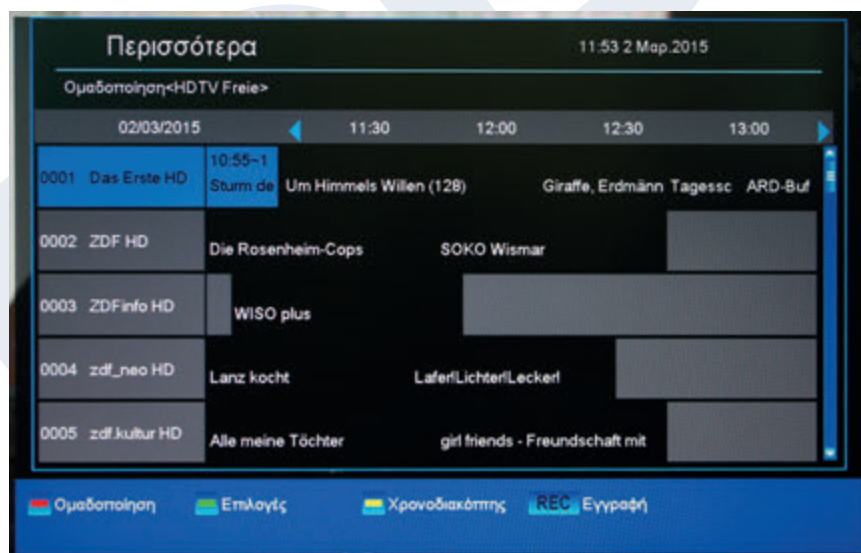 Περισσότερα 11:53 2 Μαρ.2015
Ομαδοποίηση<HDTV Freie>
02/03/2015 11:30 12:00 12:30 13:00
0001 Das Erste HD 10:55~1
Sturm de Um Himmels Willen (128) Giraffe, Erdmänn Tagessc ARD-Buf
0002 ZDF HD Die Rosenheim-Cops SOKO Wismar
0003 ZDFinfo HD WISO plus
0004 zdf_neo HD Lanz kocht Lafer!Lichter!Lecker!
0005 zdf.kultur HD Alle meine Töchter girl friends - Freundschaft mit
Ομαδοποίηση Επιλογές Χρονοδιακόπτης REC Εγγραφή